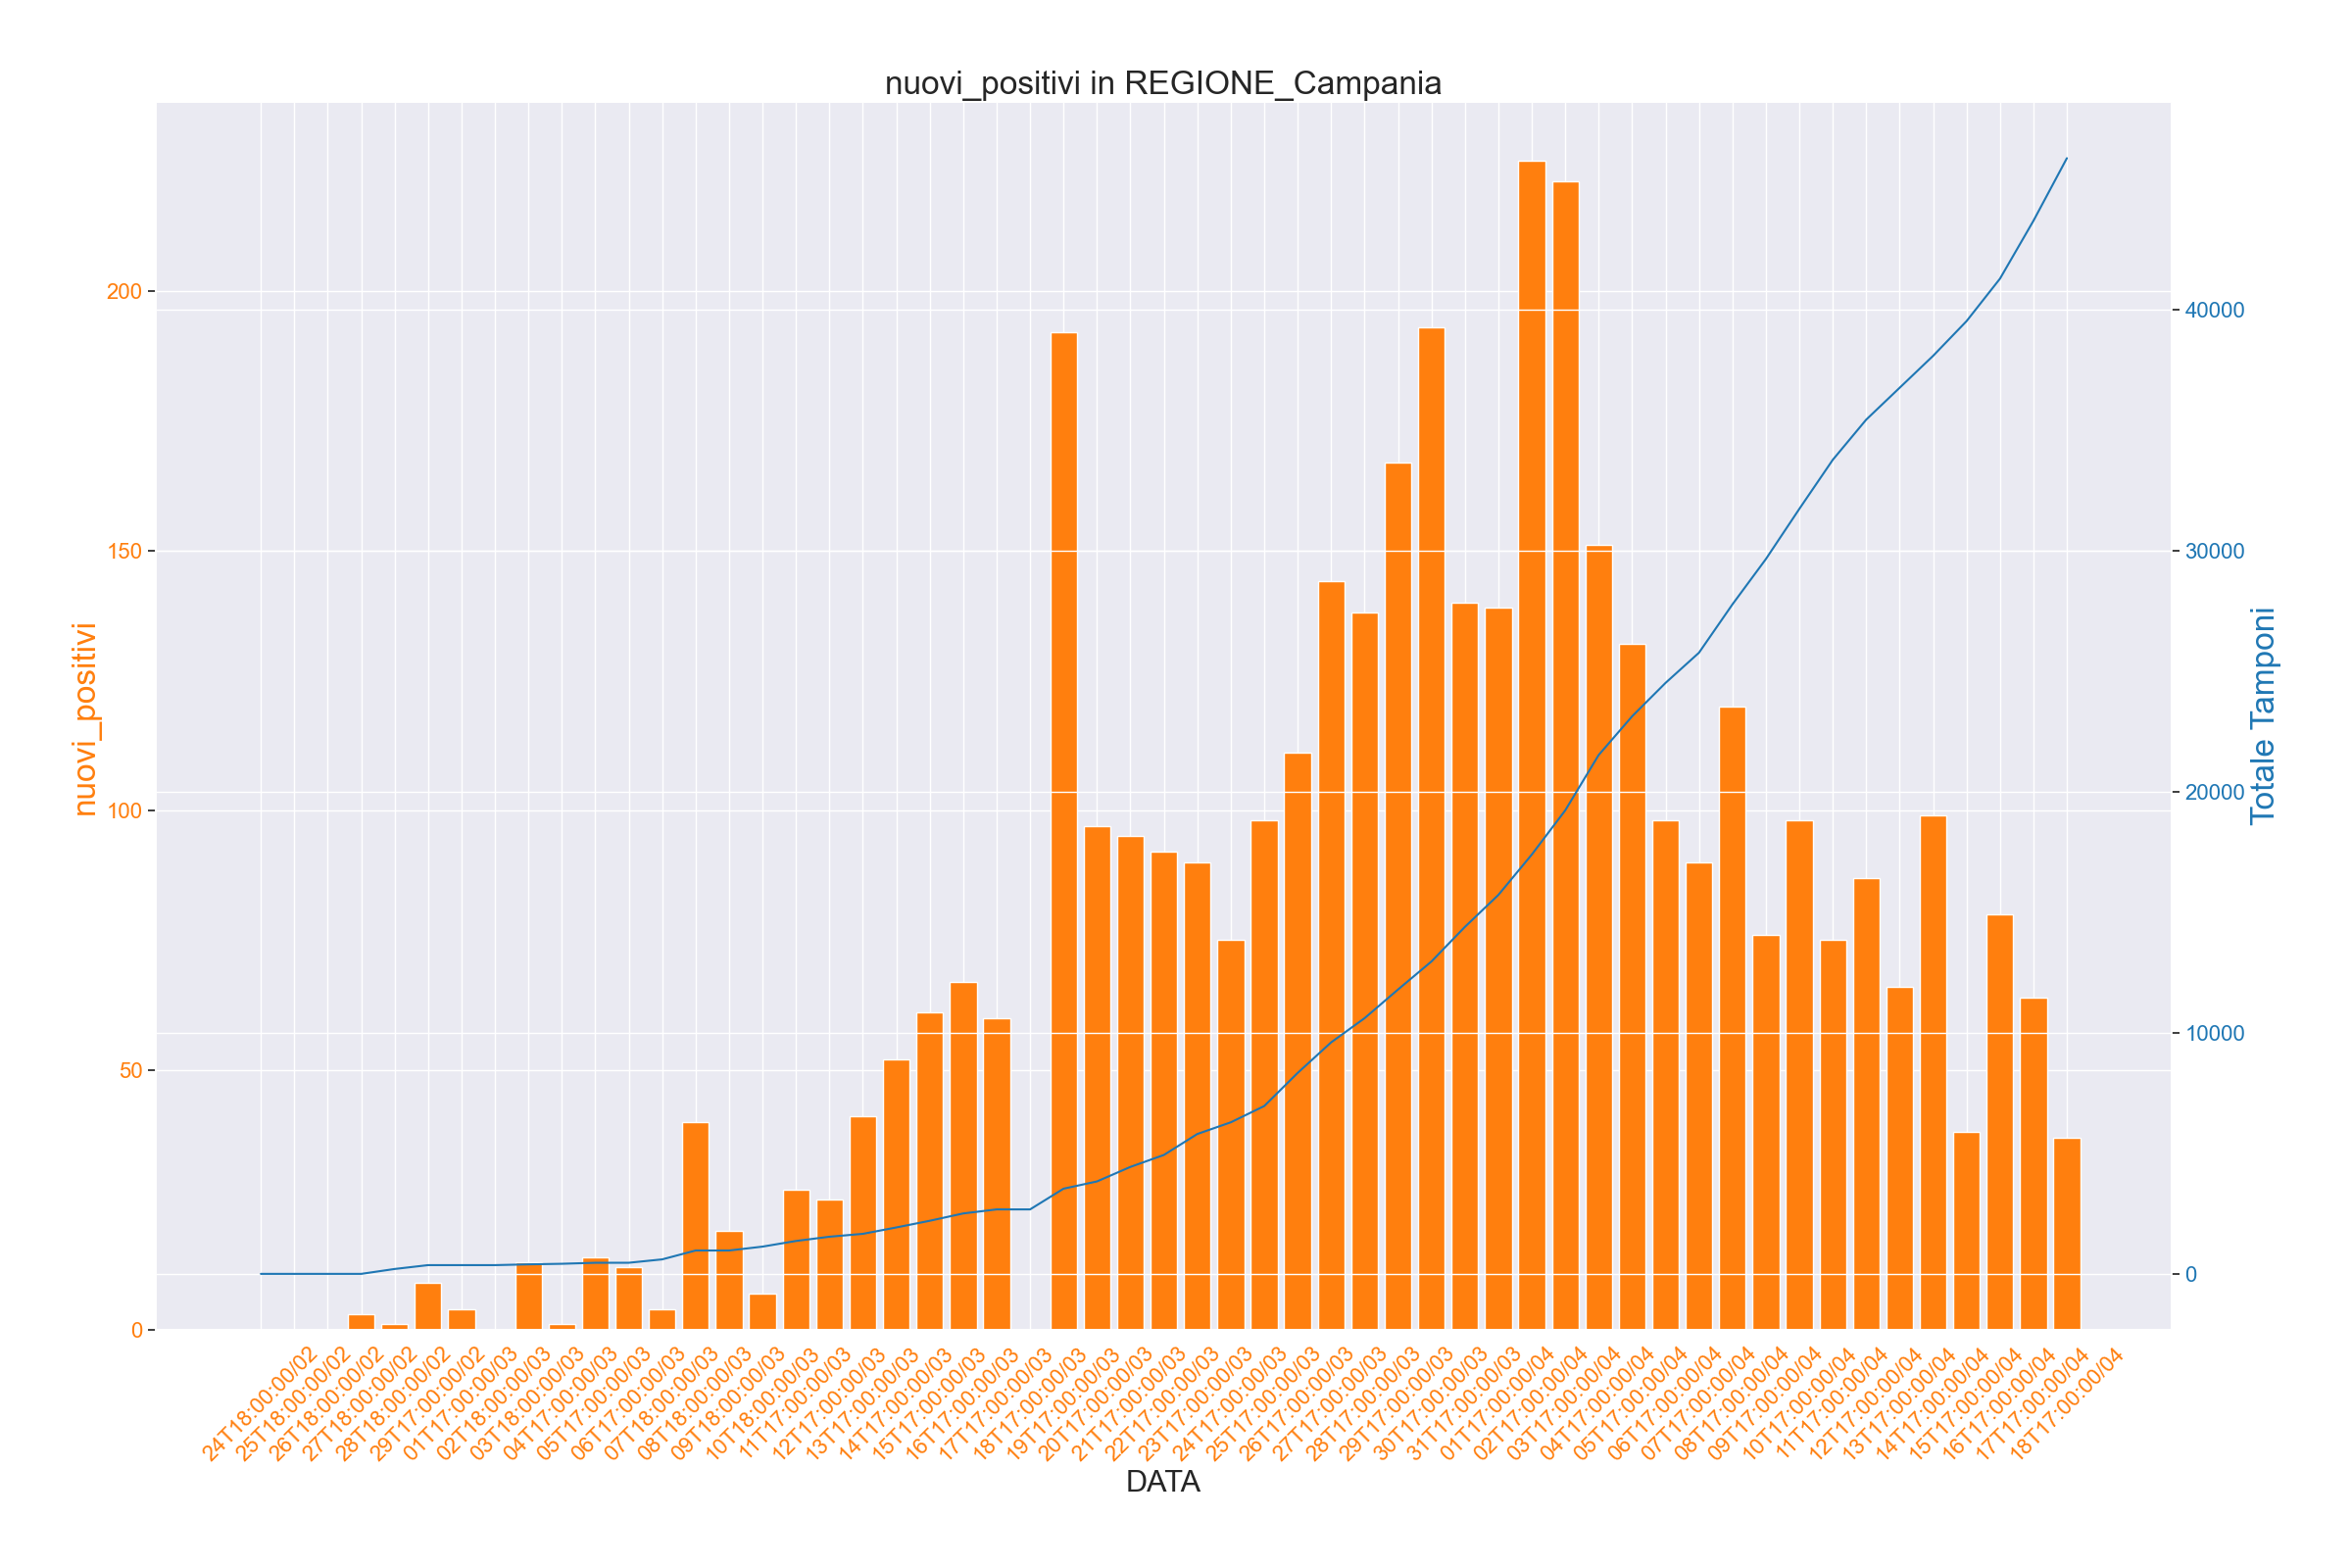 nuovi_positivi in REGIONE_Campania
nuovi_positivi
200
150
100
50
0
Totale Tamponi
40000
30000
20000
10000
0
24T18:00:00/02
25T18:00:00/02
26T18:00:00/02
27T18:00:00/02
28T18:00:00/02
29T17:00:00/02
01T17:00:00/03
02T18:00:00/03
03T18:00:00/03
04T17:00:00/03
05T17:00:00/03
06T17:00:00/03
07T18:00:00/03
08T18:00:00/03
09T18:00:00/03
10T18:00:00/03
11T17:00:00/03
12T17:00:00/03
13T17:00:00/03
14T17:00:00/03
15T17:00:00/03
16T17:00:00/03
17T17:00:00/03
18T17:00:00/03
19T17:00:00/03
20T17:00:00/03
21T17:00:00/03
22T17:00:00/03
23T17:00:00/03
24T17:00:00/03
25T17:00:00/03
26T17:00:00/03
27T17:00:00/03
28T17:00:00/03
29T17:00:00/03
30T17:00:00/03
31T17:00:00/03
01T17:00:00/04
02T17:00:00/04
03T17:00:00/04
04T17:00:00/04
05T17:00:00/04
06T17:00:00/04
07T17:00:00/04
08T17:00:00/04
09T17:00:00/04
10T17:00:00/04
11T17:00:00/04
12T17:00:00/04
13T17:00:00/04
14T17:00:00/04
15T17:00:00/04
16T17:00:00/04
17T17:00:00/04
18T17:00:00/04
DATA